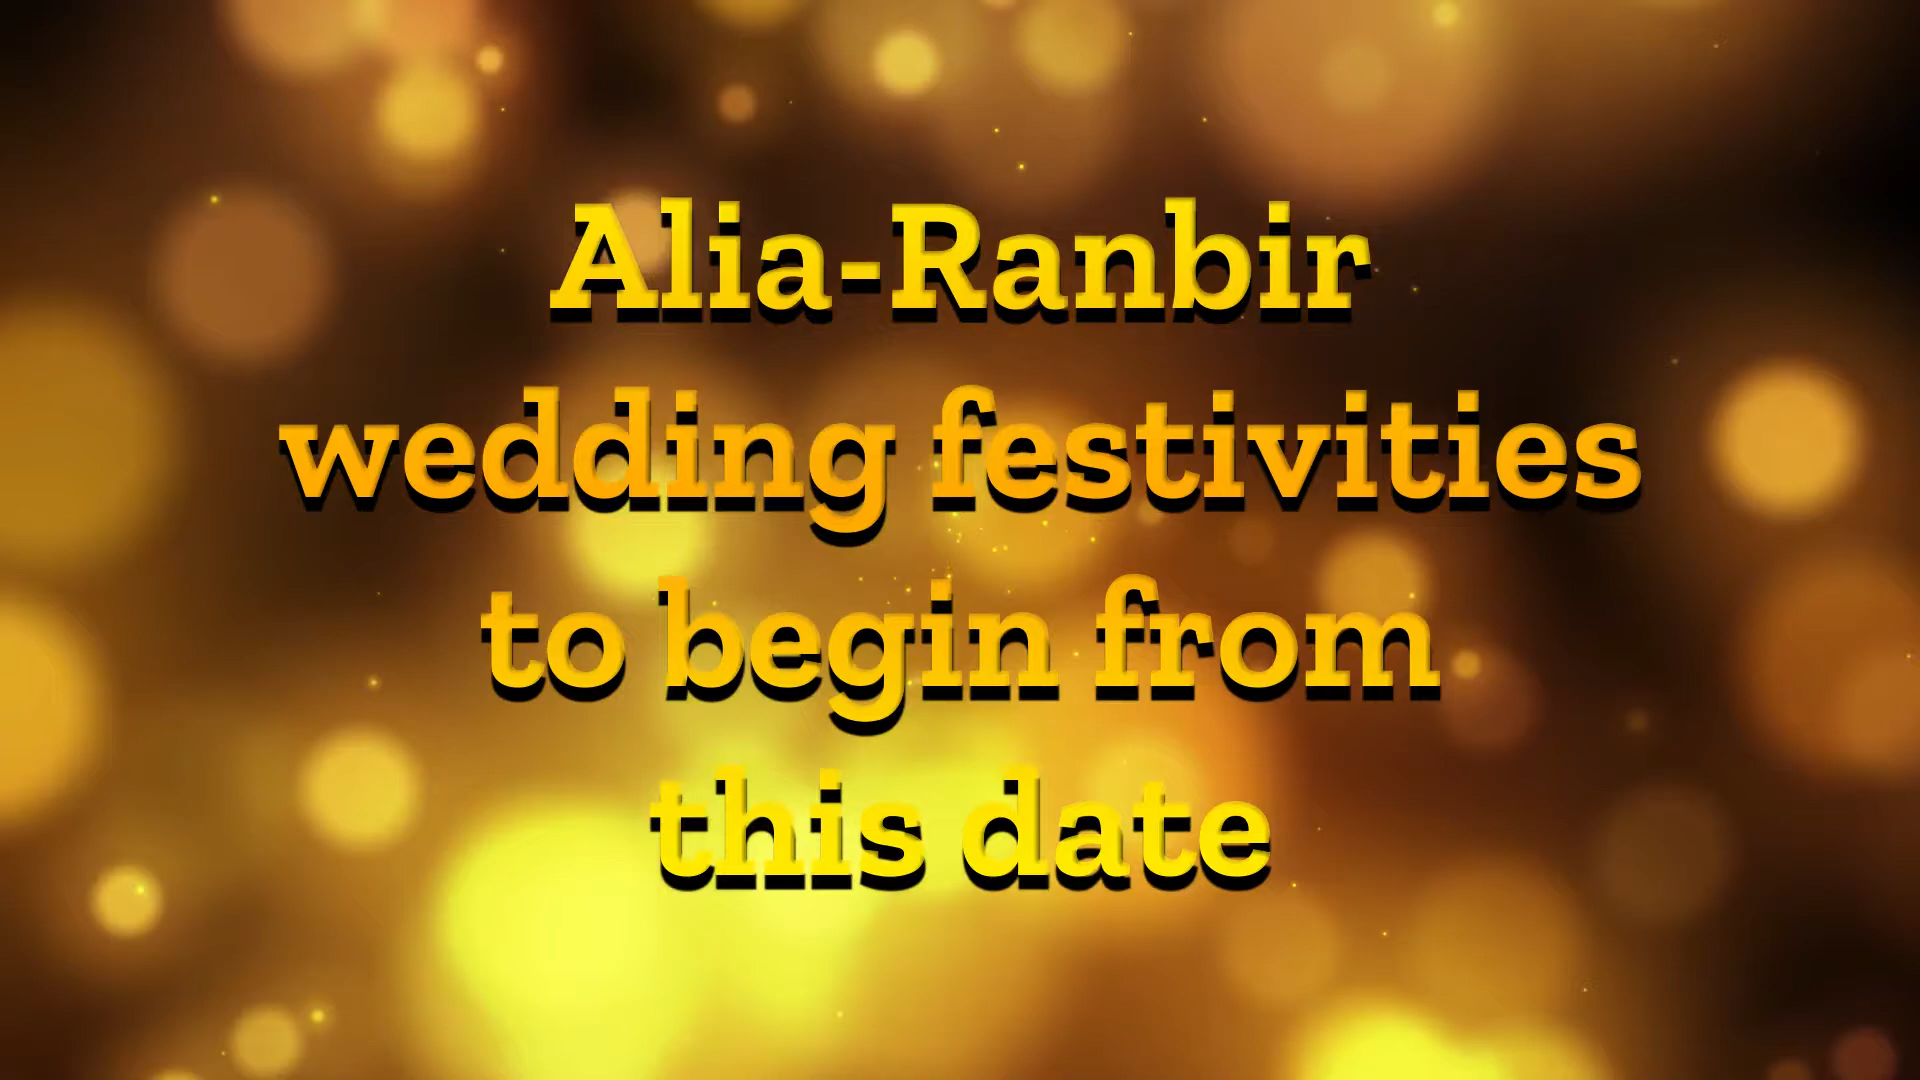 Alia-Ranbir
wedding festivities
to begin from
this date